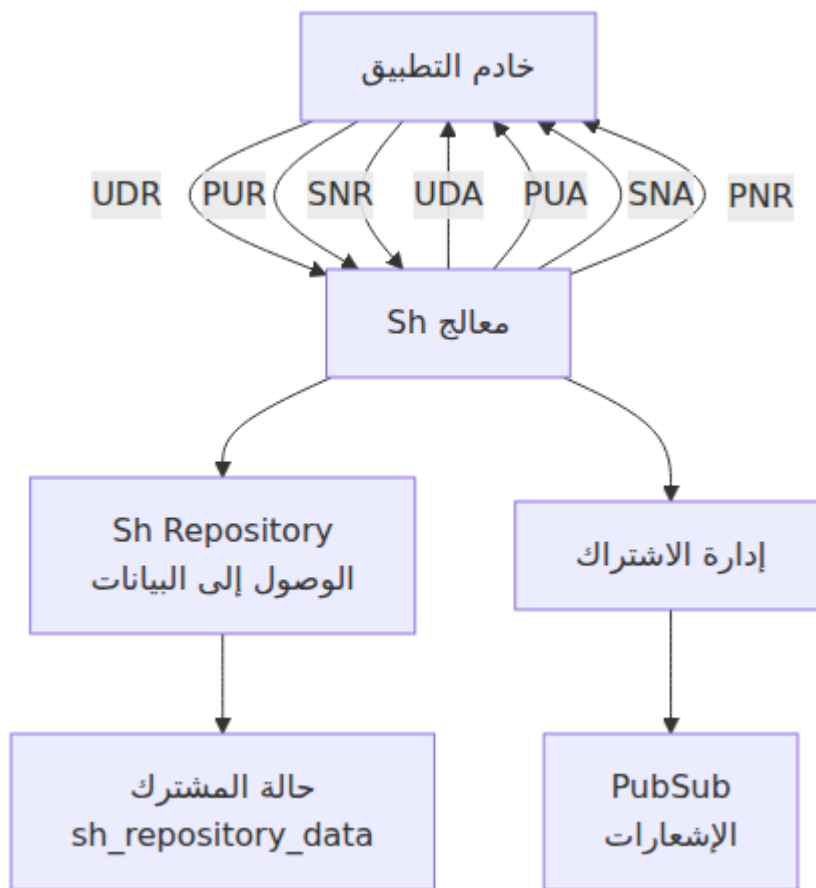 خادم التطبيق
UDR
PUR
SNR
UDA
PUA
SNA
PNR
معالج Sh
Sh Repository
الوصول إلى البيانات
إدارة الاشتراك
حالة المشترك
sh_repository_data
PubSub
الإشعارات